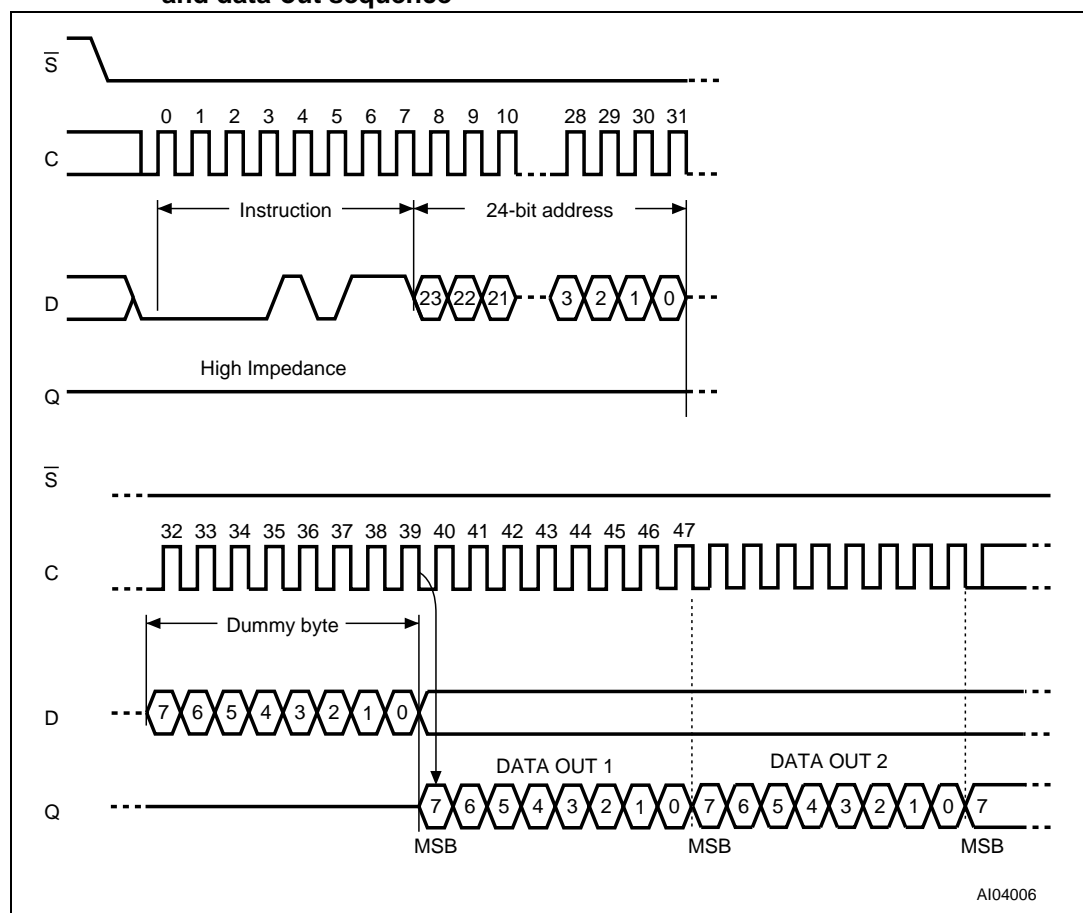 and data-out sequence
S
0 1 2 3 4 5 6 7 8 9 10 28 29 30 31
C
Instruction 24-bit address
D 23 22 21 3 2 1 0
High Impedance
Q
S
32 33 34 35 36 37 38 39 40 41 42 43 44 45 46 47
C
Dummy byte
D 7 6 5 4 3 2 1 0
DATA OUT 1 DATA OUT 2
Q 7 6 5 4 3 2 1 0 7 6 5 4 3 2 1 0 7
MSB MSB MSB
AI04006